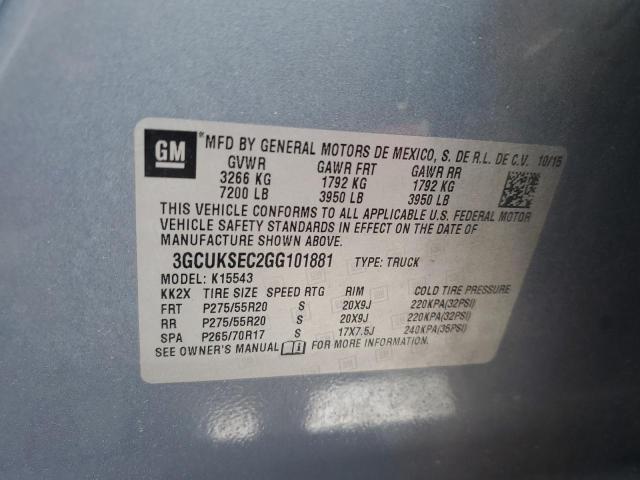 GM
*MFD BY GENERAL MOTORS DE MEXICO, S. DE R.L. DE C.V. 10/15
GVWR GAWR FRT GAWR RR
3266 KG 1792 KG 1792 KG
7200 LB 3950 LB 3950 LB
THIS VEHICLE CONFORMS TO ALL APPLICABLE U.S. FEDERAL MOTOR
VEHICLE SAFETY STANDARDS IN EFFECT ON THE DATE OF
MANUFACTURE SHOWN ABOVE.
3GCUKSEC2GG101881 TYPE: TRUCK
MODEL: K15543
KK2X TIRE SIZE SPEED RTG RIM COLD TIRE PRESSURE
FRT P275/55R20 S 20X9J 220KPA(32PSI)
RR P275/55R20 S 20X9J 220KPA(32PSI)
SPA P265/70R17 S 17X7.5J 240KPA(35PSI)
SEE OWNER'S MANUAL i FOR MORE INFORMATION.